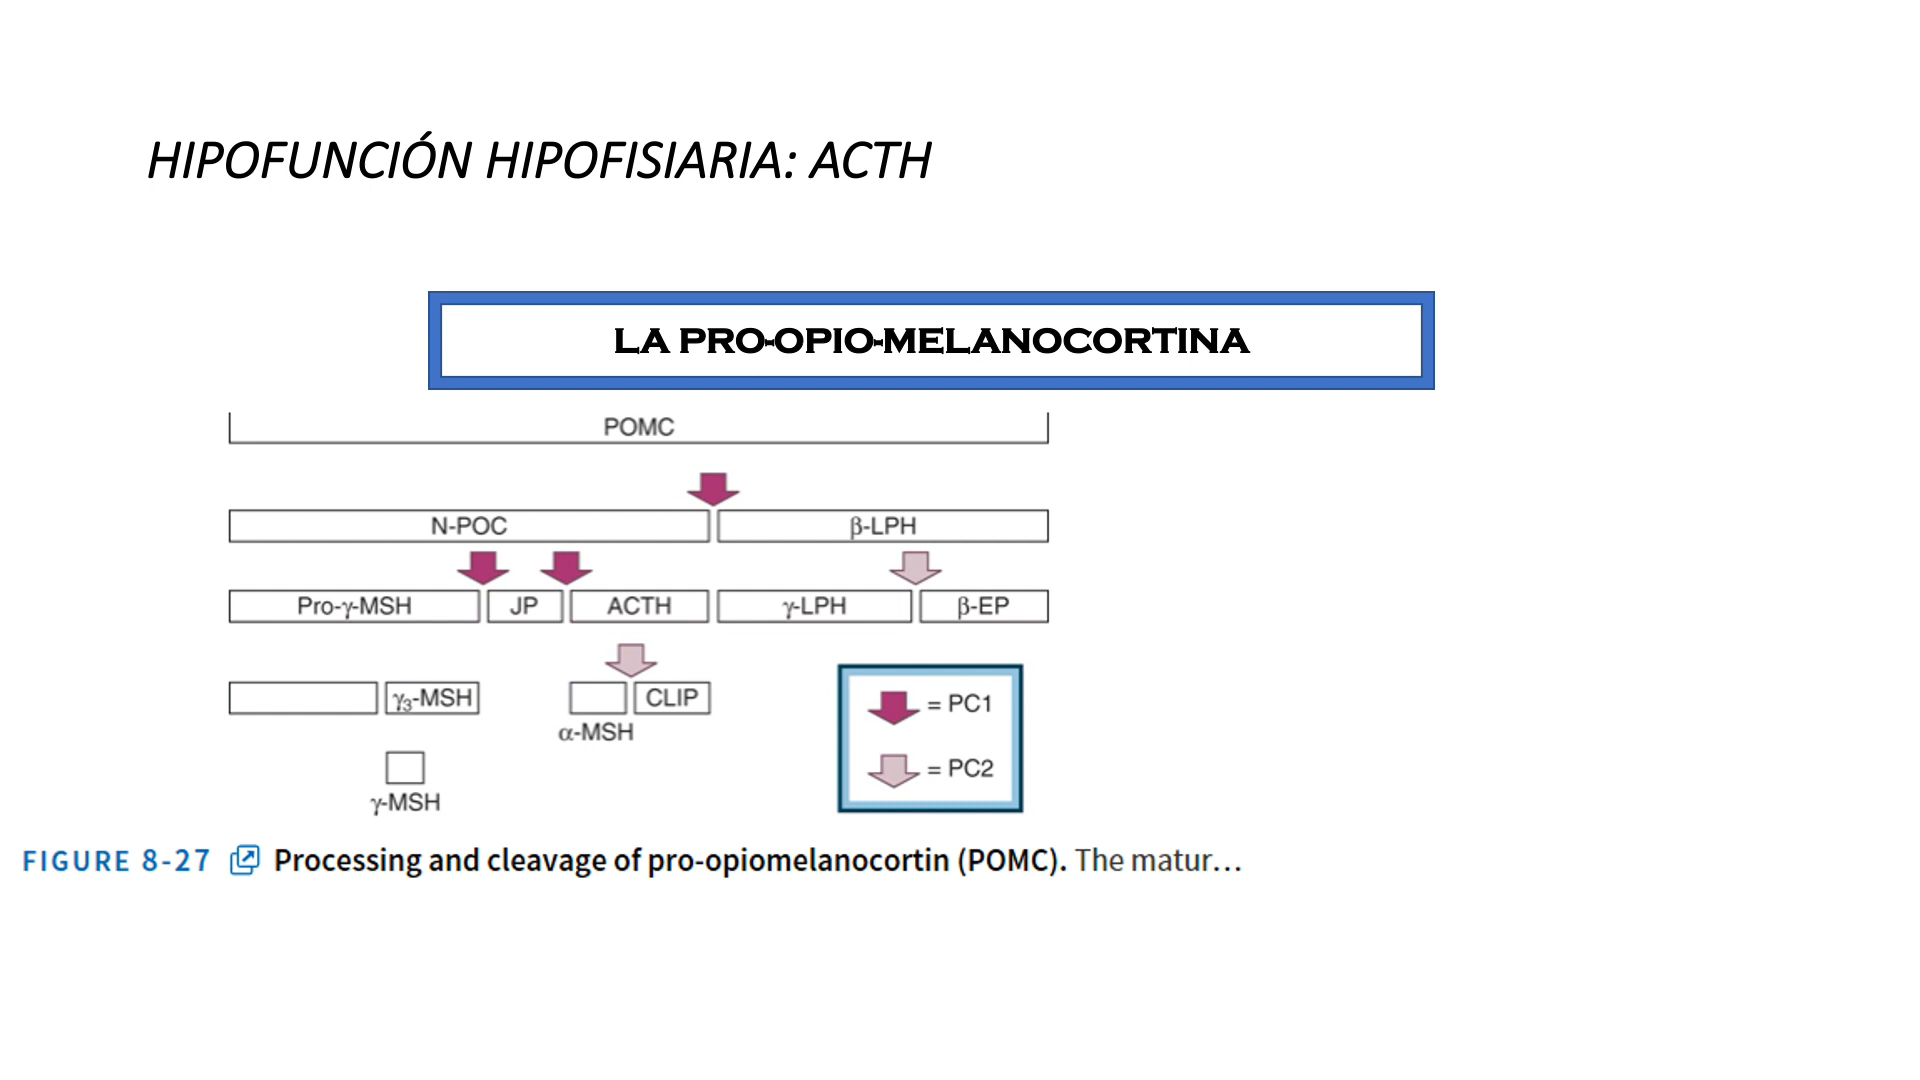 HIPOFUNCIÓN HIPOFISIARIA: ACTH
LA PRO-OPIO-MELANOCORTINA
POMC
N-POC
β-LPH
Pro-γ-MSH
JP
ACTH
γ-LPH
β-EP
γ₃-MSH
CLIP
α-MSH
γ-MSH
= PC1
= PC2
FIGURE 8-27 Processing and cleavage of pro-opiomelanocortin (POMC). The matur…